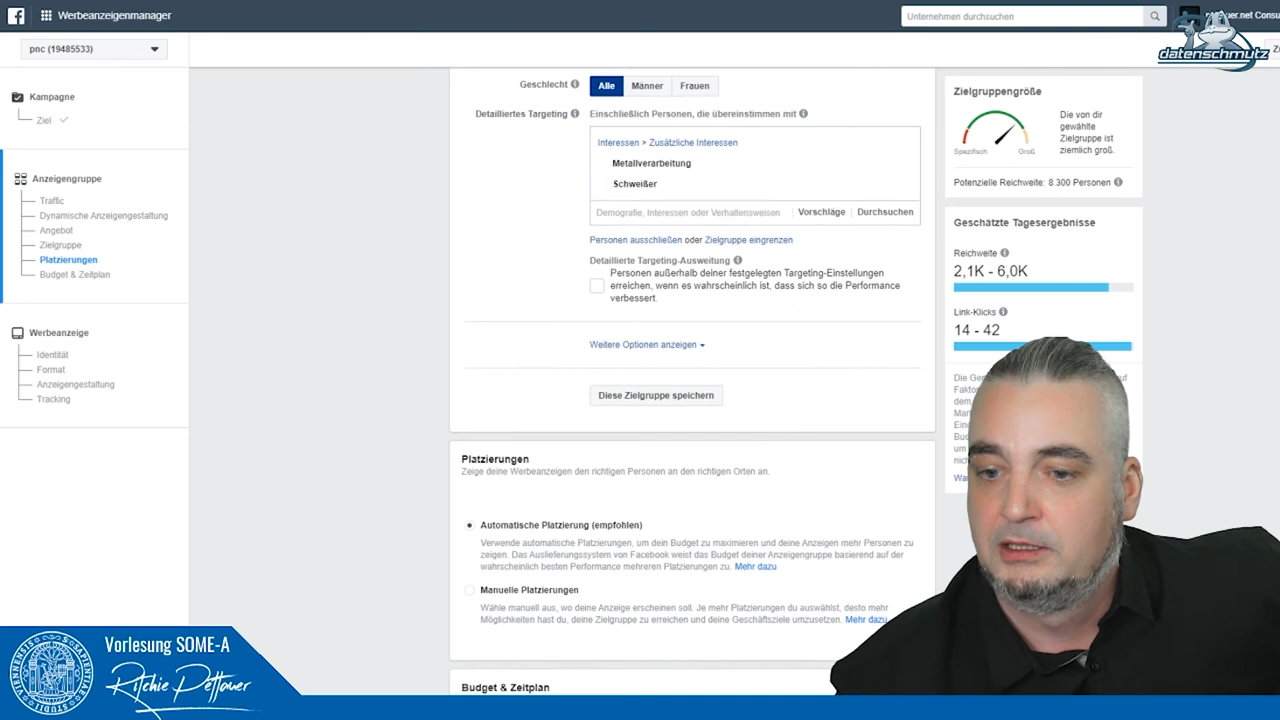 Werbeanzeigenmanager
Unternehmen durchsuchen
pnc (19485533)
datenschmutz
Kampagne
Ziel
Anzeigengruppe
Traffic
Dynamische Anzeigengestaltung
Angebot
Zielgruppe
Platzierungen
Budget & Zeitplan
Werbeanzeige
Identität
Format
Anzeigengestaltung
Tracking
Geschlecht
Alle Männer Frauen
Detailliertes Targeting
Einschließlich Personen, die übereinstimmen mit
Interessen > Zusätzliche Interessen
Metallverarbeitung
Schweißer
Demografie, Interessen oder Verhaltensweisen Vorschläge Durchsuchen
Personen ausschließen oder Zielgruppe eingrenzen
Detaillierte Targeting-Ausweitung
Personen außerhalb deiner festgelegten Targeting-Einstellungen
erreichen, wenn es wahrscheinlich ist, dass sich so die Performance
verbessert.
Weitere Optionen anzeigen
Diese Zielgruppe speichern
Platzierungen
Zeige deine Werbeanzeigen den richtigen Personen an den richtigen Orten an.
Automatische Platzierung (empfohlen)
Verwende automatische Platzierungen, um dein Budget zu maximieren und deine Anzeigen mehr Personen zu
zeigen. Das Auslieferungssystem von Facebook weist das Budget deiner Anzeigengruppe basierend auf der
wahrscheinlich besten Performance mehreren Platzierungen zu. Mehr dazu
Manuelle Platzierungen
Wähle manuell aus, wo deine Anzeige erscheinen soll. Je mehr Platzierungen du auswählst, desto mehr
Möglichkeiten hast du, deine Zielgruppe zu erreichen und deine Geschäftsziele umzusetzen. Mehr dazu
Budget & Zeitplan
Zielgruppengröße
Spezifisch Groß
Die von dir
gewählte
Zielgruppe ist
ziemlich groß.
Potenzielle Reichweite: 8.300 Personen
Geschätzte Tagesergebnisse
Reichweite
2,1K - 6,0K
Link-Klicks
14 - 42
Vorlesung SOME-A
Ritchie Pettauer